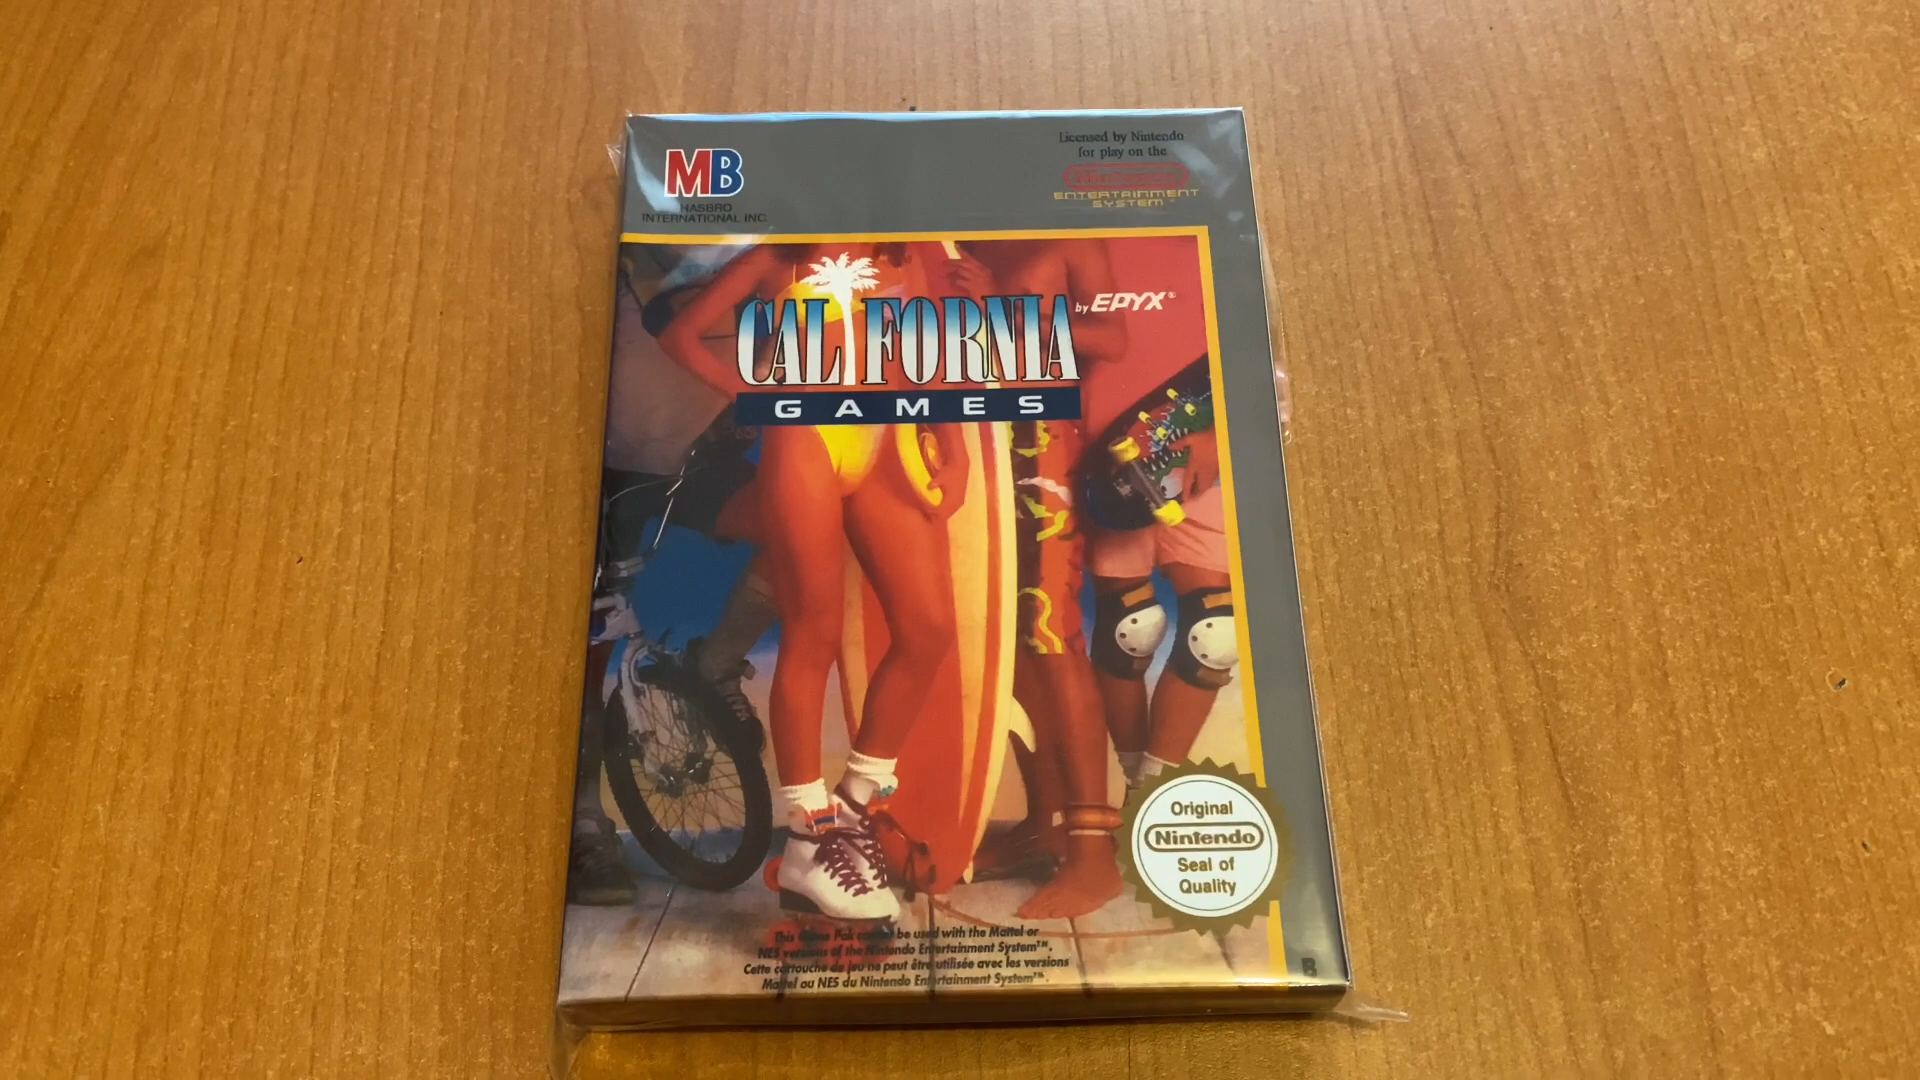 MB
HASBRO
INTERNATIONAL INC.
Licensed by Nintendo
for play on the
Nintendo
ENTERTAINMENT
SYSTEM™
CALIFORNIA
by EPYX®
GAMES
Original
Nintendo
Seal of
Quality
This Game Pak cannot be used with the Mattel or
NES versions of the Nintendo Entertainment System™.
Cette cartouche de jeu ne peut être utilisée avec les versions
Mattel ou NES du Nintendo Entertainment System™.
B